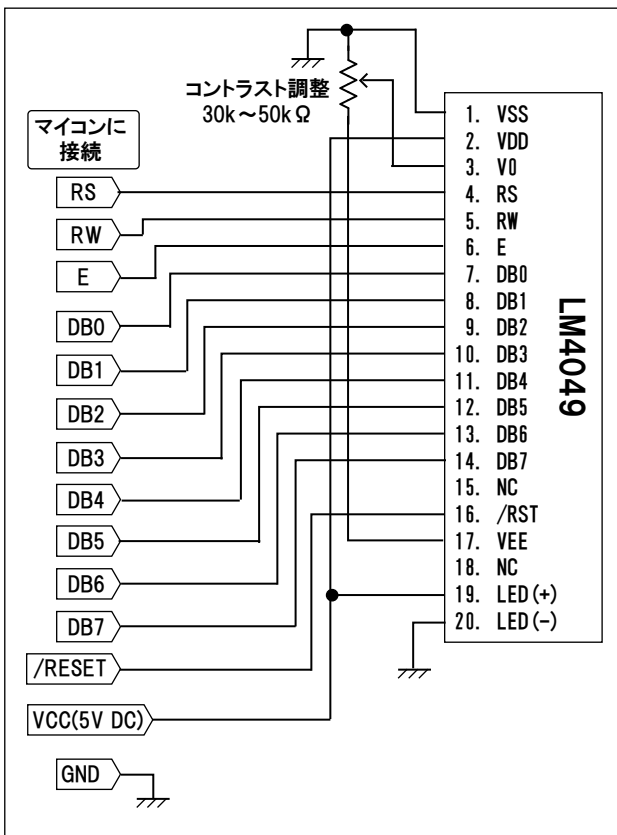 コントラスト調整
30k～50kΩ
マイコンに
接続
RS
RW
E
DB0
DB1
DB2
DB3
DB4
DB5
DB6
DB7
/RESET
VCC(5V DC)
GND
1. VSS
2. VDD
3. V0
4. RS
5. RW
6. E
7. DB0
8. DB1
9. DB2
10. DB3
11. DB4
12. DB5
13. DB6
14. DB7
15. NC
16. /RST
17. VEE
18. NC
19. LED(+)
20. LED(-)
LM4049